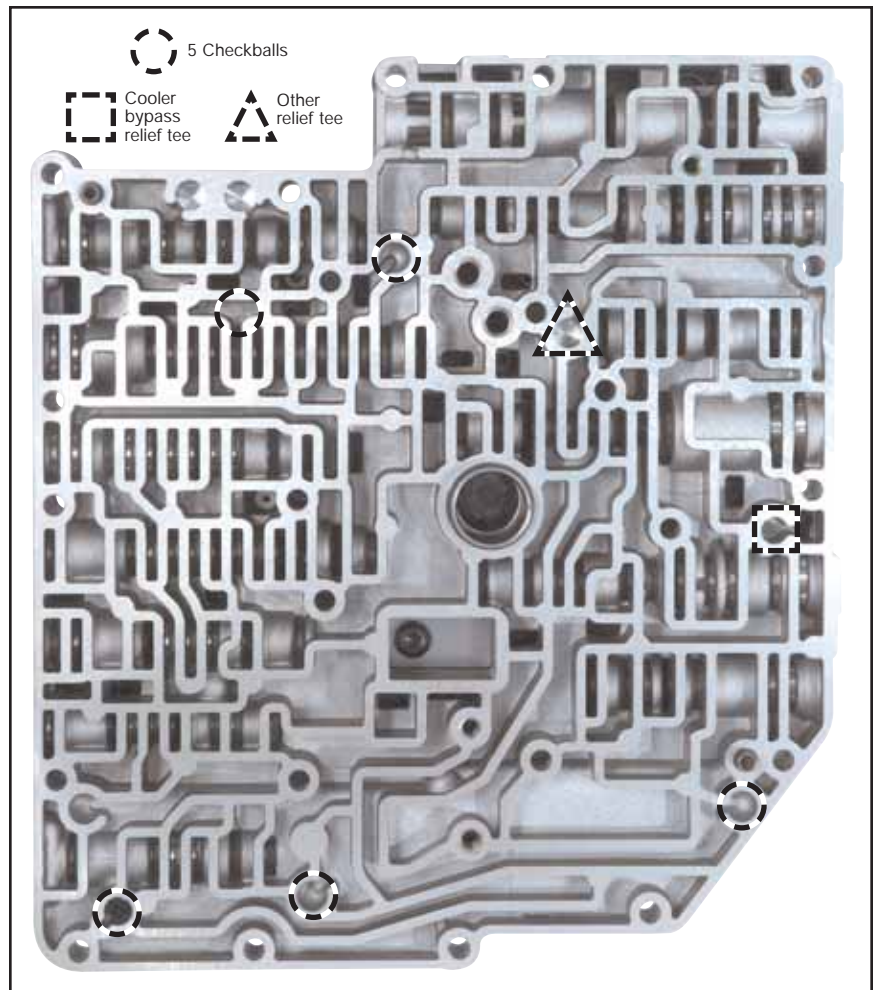 5 Checkballs
Cooler
bypass
relief tee
Other
relief tee